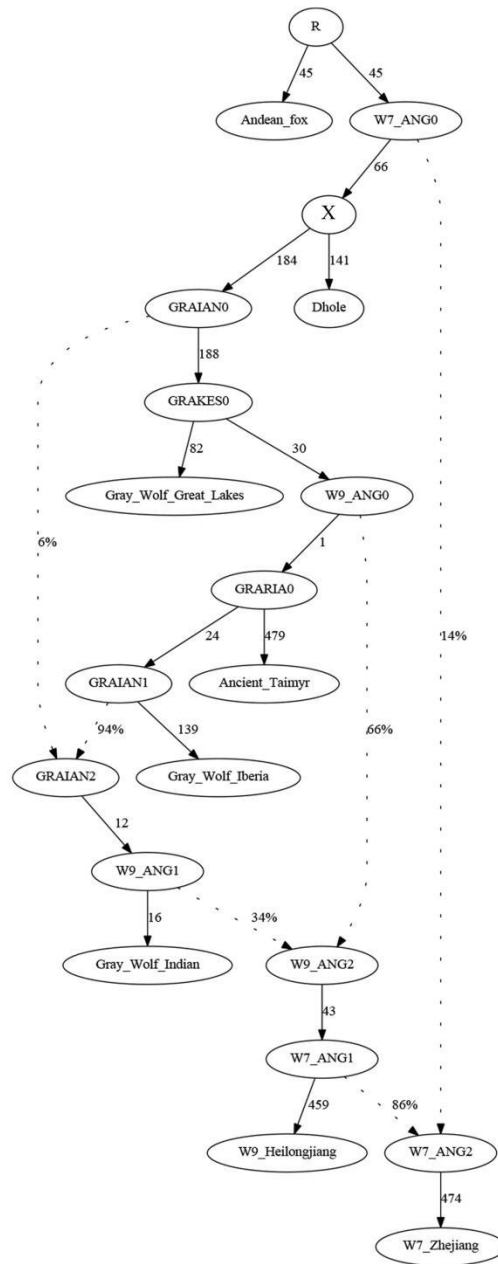 R
45 45
Andean_fox W7_ANG0
66
X
184 141
GRAIAN0 Dhole
188
GRAKES0
82 30
Gray_Wolf_Great_Lakes W9_ANG0
6% 1
GRARIA0
24 479 14%
GRAIAN1 Ancient_Taimyr
94% 139 66%
GRAIAN2 Gray_Wolf_Iberia
12
W9_ANG1
16 34%
Gray_Wolf_Indian W9_ANG2
43
W7_ANG1
459 86%
W9_Heilongjiang W7_ANG2
474
W7_Zhejiang